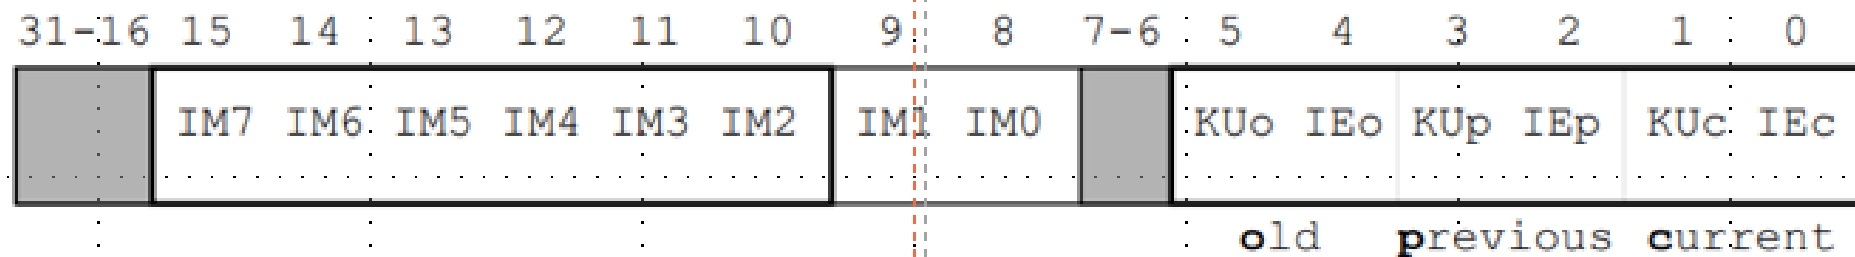 31-16 15 14 13 12 11 10 9 8 7-6 5 4 3 2 1 0
IM7 IM6 IM5 IM4 IM3 IM2 IM1 IM0 KUo IEo KUp IEp KUc IEc
old previous current